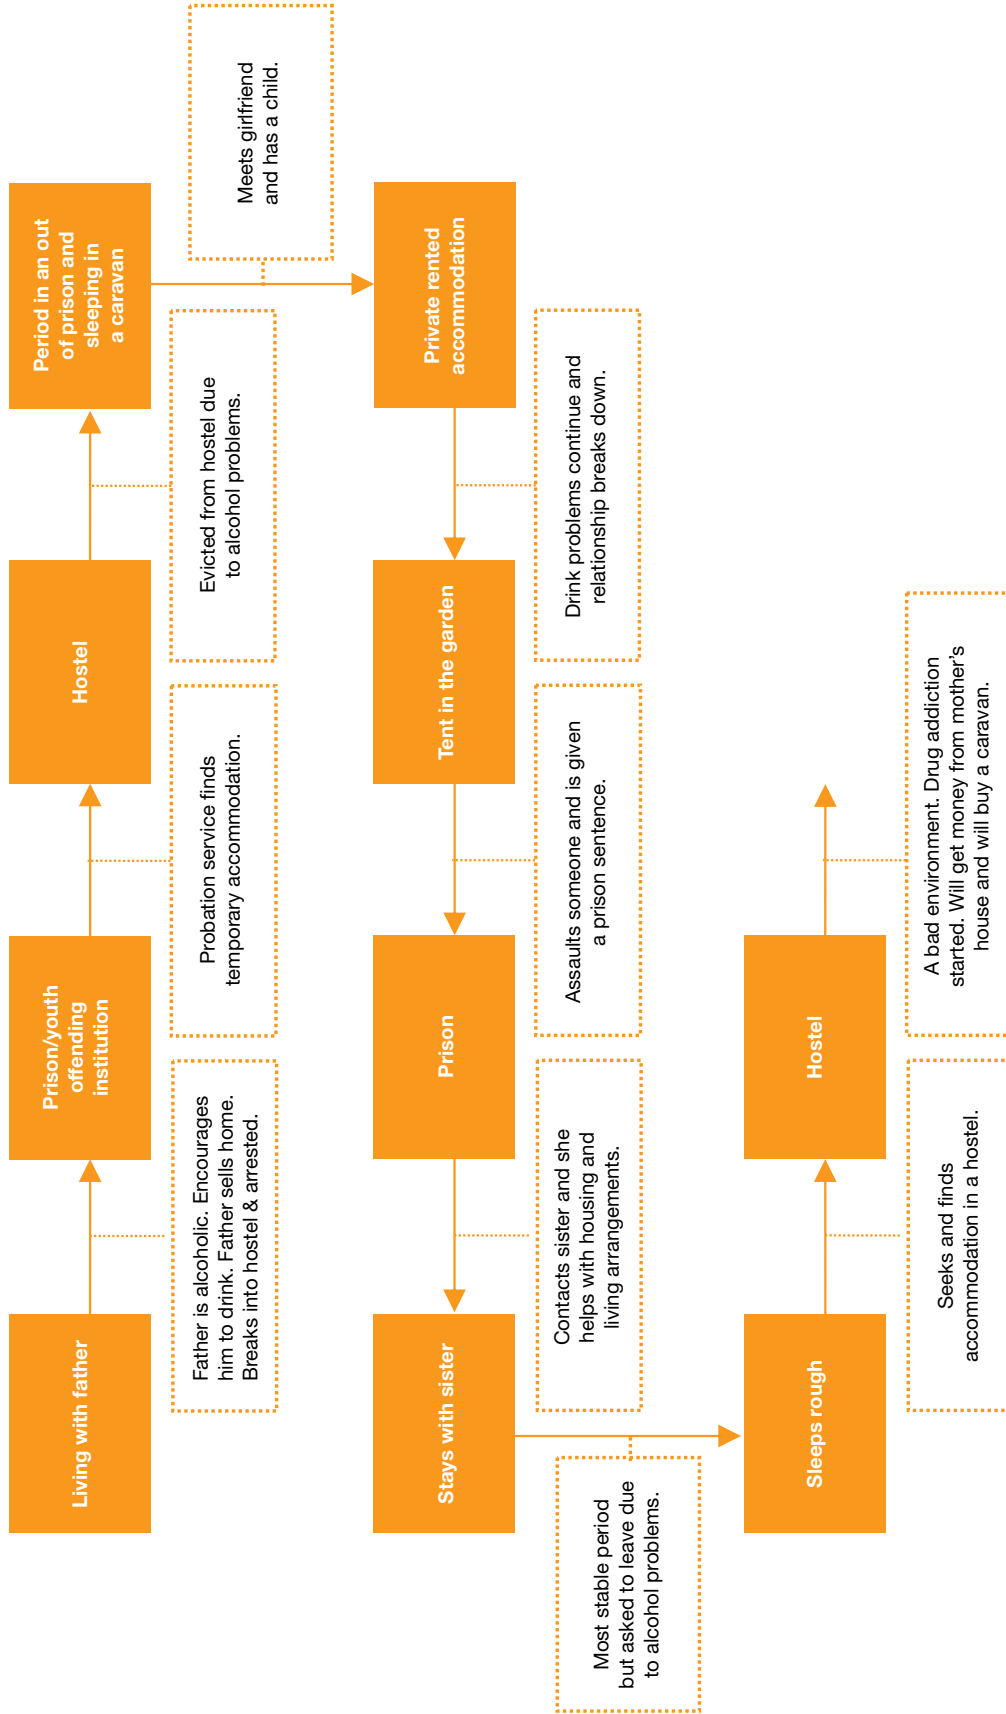 Living with father
Father is alcoholic. Encourages
him to drink. Father sells home.
Breaks into hostel & arrested.
Prison/youth
offending
institution
Probation service finds
temporary accommodation.
Hostel
Evicted from hostel due
to alcohol problems.
Period in an out
of prison and
sleeping in
a caravan
Meets girlfriend
and has a child.
Private rented
accommodation
Drink problems continue and
relationship breaks down.
Tent in the garden
Assaults someone and is given
a prison sentence.
Prison
Contacts sister and she
helps with housing and
living arrangements.
Stays with sister
Most stable period
but asked to leave due
to alcohol problems.
Sleeps rough
Seeks and finds
accommodation in a hostel.
Hostel
A bad environment. Drug addiction
started. Will get money from mother’s
house and will buy a caravan.